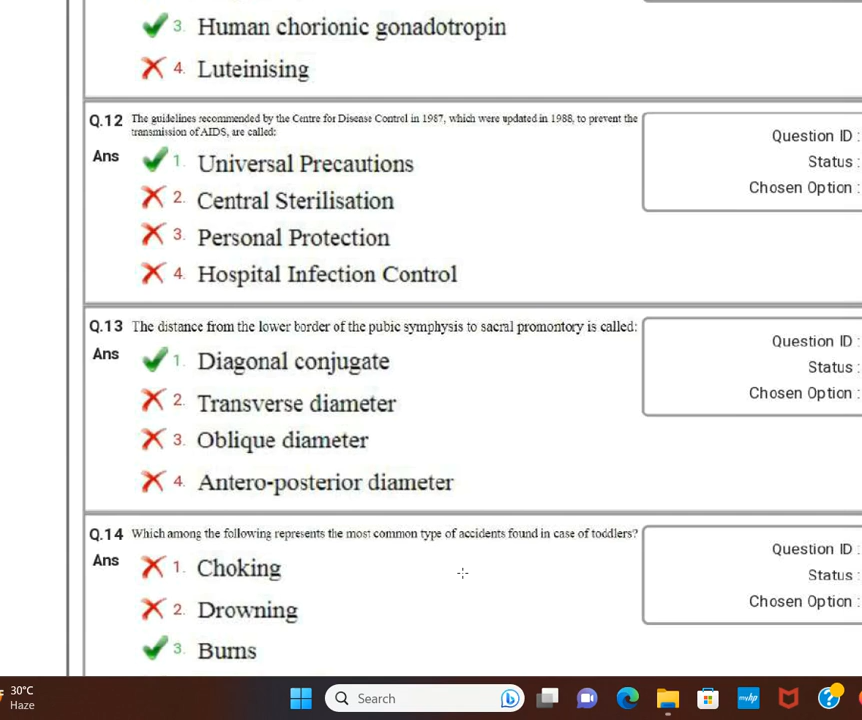 3. Human chorionic gonadotropin
4. Luteinising
Q.12 The guidelines recommended by the Centre for Disease Control in 1987, which were updated in 1988, to prevent the
transmission of AIDS, are called:
Ans 1. Universal Precautions
2. Central Sterilisation
3. Personal Protection
4. Hospital Infection Control
Question ID :
Status :
Chosen Option :
Q.13 The distance from the lower border of the pubic symphysis to sacral promontory is called:
Ans 1. Diagonal conjugate
2. Transverse diameter
3. Oblique diameter
4. Antero-posterior diameter
Question ID :
Status :
Chosen Option :
Q.14 Which among the following represents the most common type of accidents found in case of toddlers?
Ans 1. Choking
2. Drowning
3. Burns
Question ID :
Status :
Chosen Option :
30°C
Haze
Search
myhp